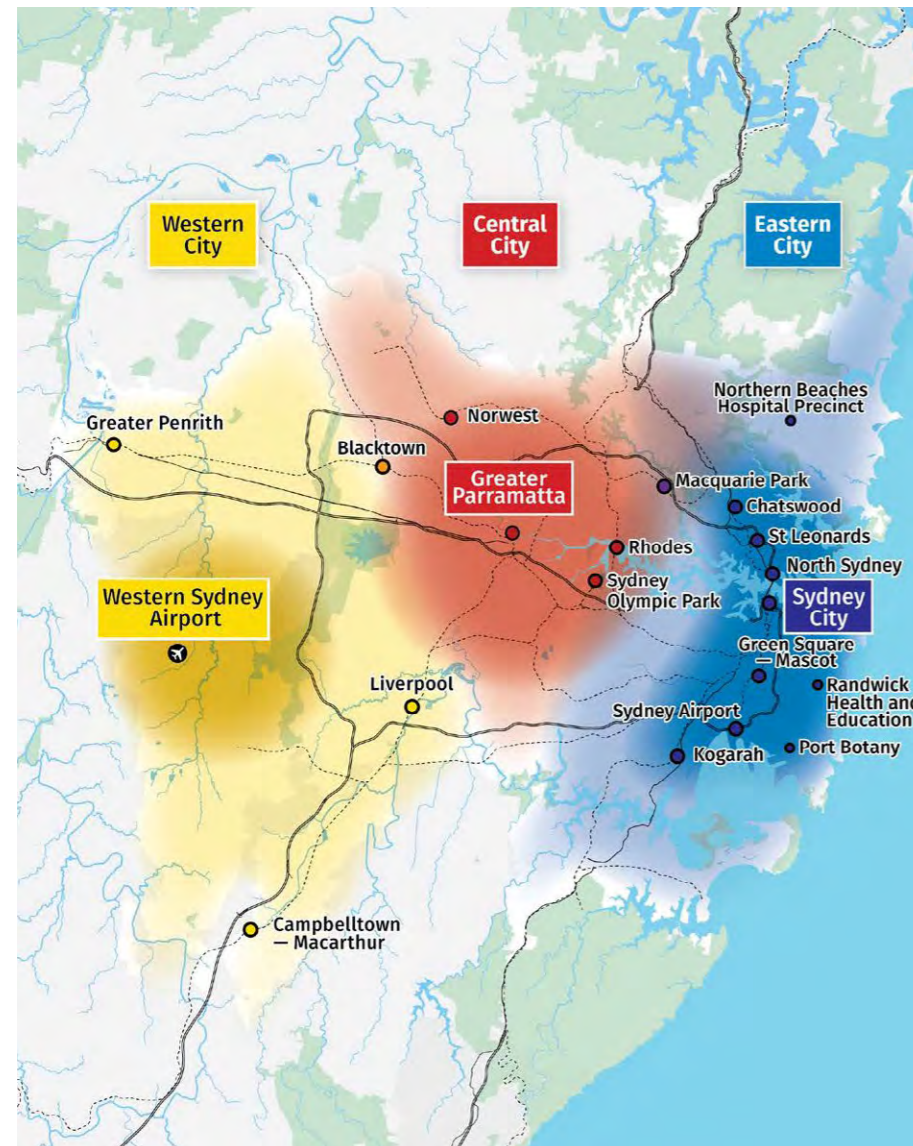 Western
City
Central
City
Eastern
City
Northern Beaches
Hospital Precinct
Greater Penrith
Norwest
Blacktown
Greater
Parramatta
Macquarie Park
Chatswood
St Leonards
Rhodes
North Sydney
Sydney
Olympic Park
Western Sydney
Airport
Sydney
City
Green Square
— Mascot
Liverpool
Randwick
Health and
Education
Sydney Airport
Port Botany
Kogarah
Campbelltown
— Macarthur